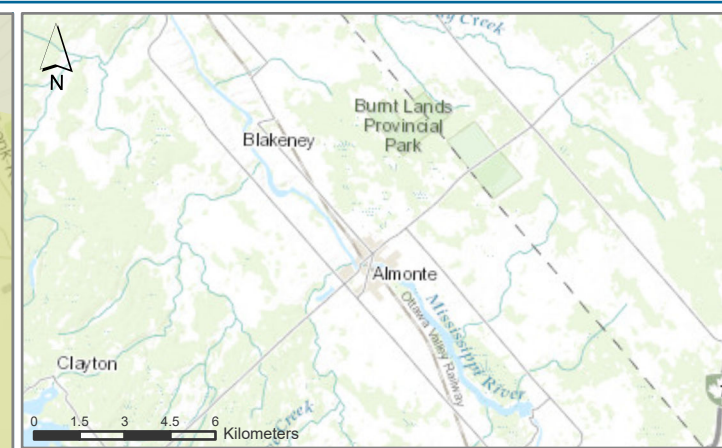 N
Creek
Burnt Lands
Provincial
Park
Blakeney
Almonte
Mississippi River
Ottawa Valley Railway
Clayton
Creek
0 1.5 3 4.5 6
Kilometers